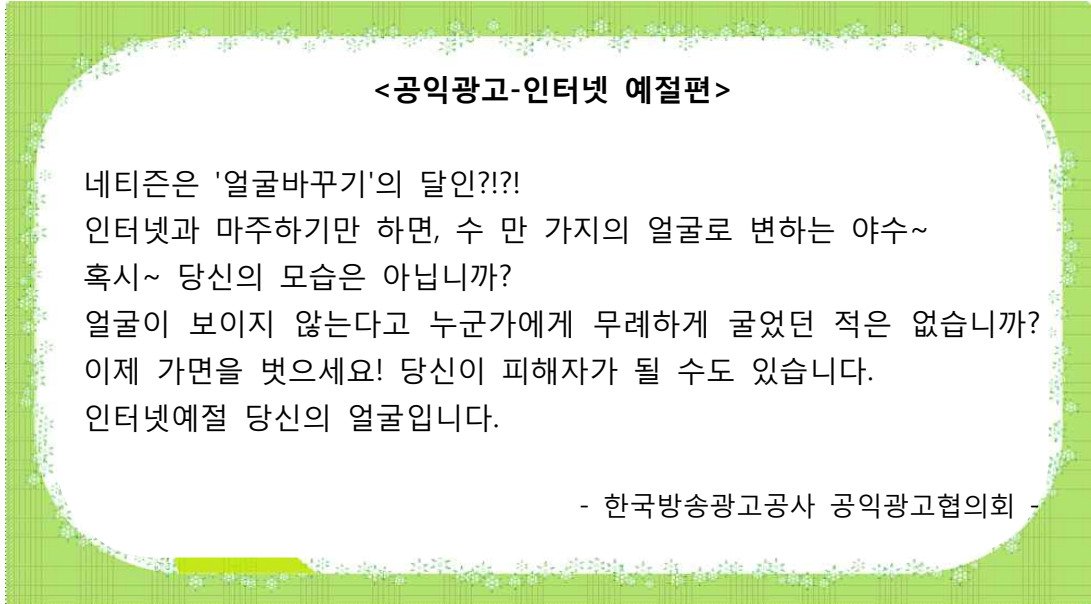 <공익광고-인터넷 예절편>
네티즌은 '얼굴바꾸기'의 달인?!?!
인터넷과 마주하기만 하면, 수 만 가지의 얼굴로 변하는 야수~
혹시~ 당신의 모습은 아닙니까?
얼굴이 보이지 않는다고 누군가에게 무례하게 굴었던 적은 없습니까?
이제 가면을 벗으세요! 당신이 피해자가 될 수도 있습니다.
인터넷예절 당신의 얼굴입니다.
- 한국방송광고공사 공익광고협의회 -